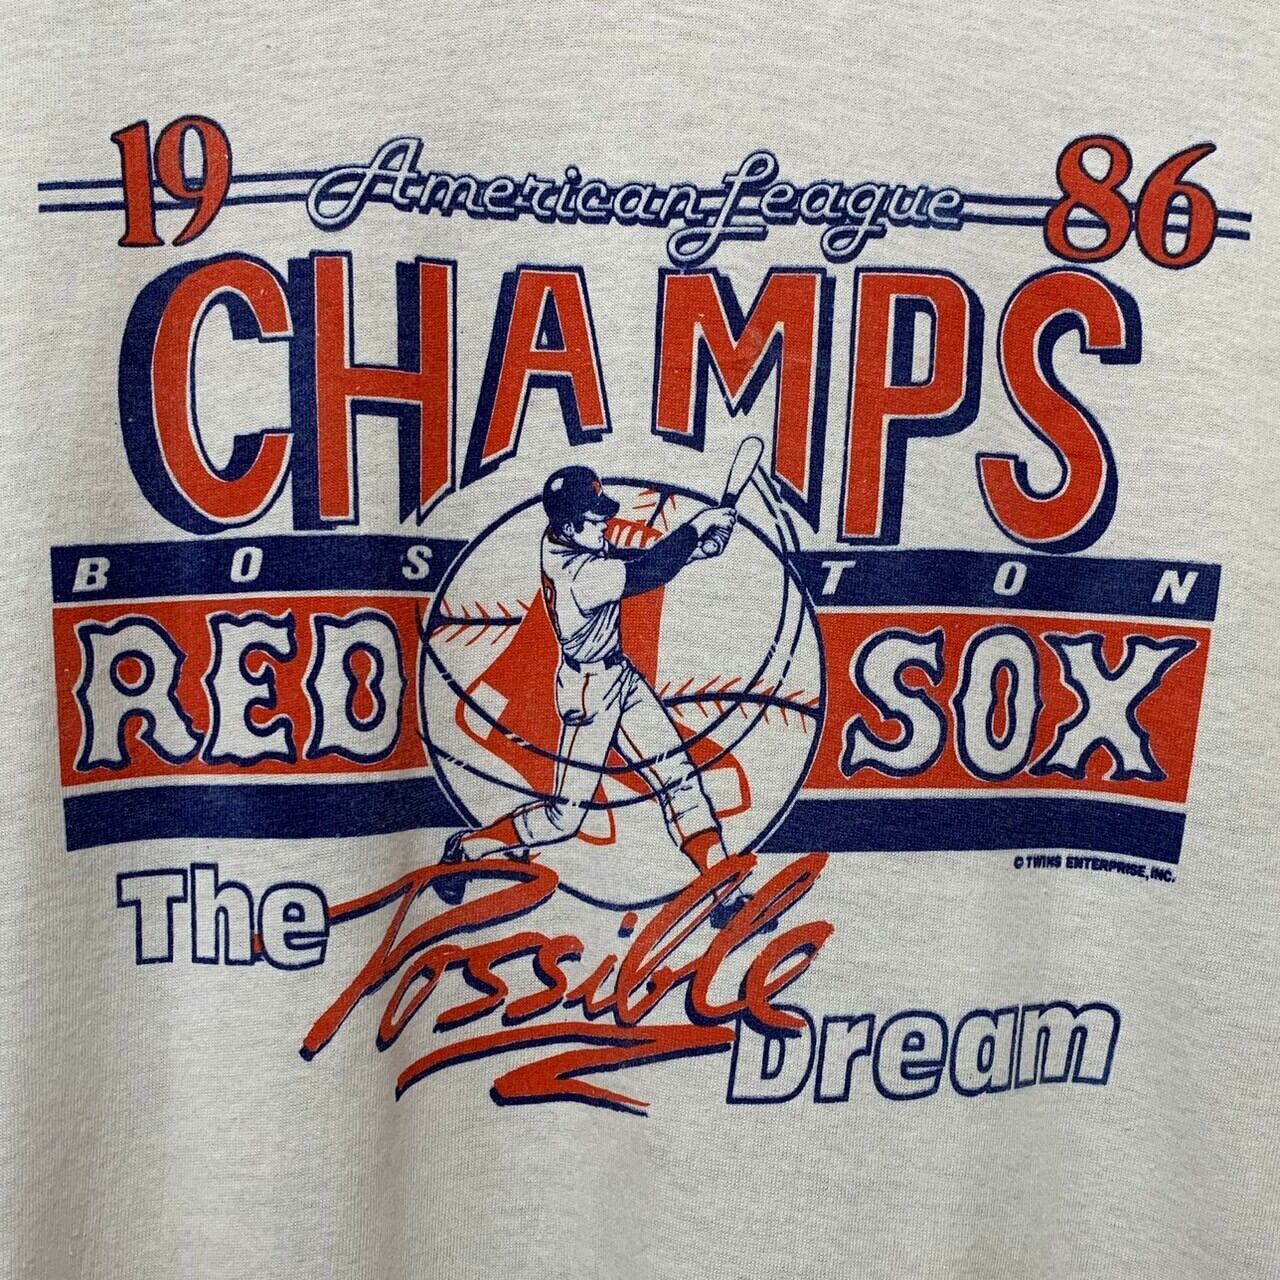 19 American League 86
CHAMPS
BOSTON
RED SOX
© TWINS ENTERPRISE, INC.
The Possible Dream